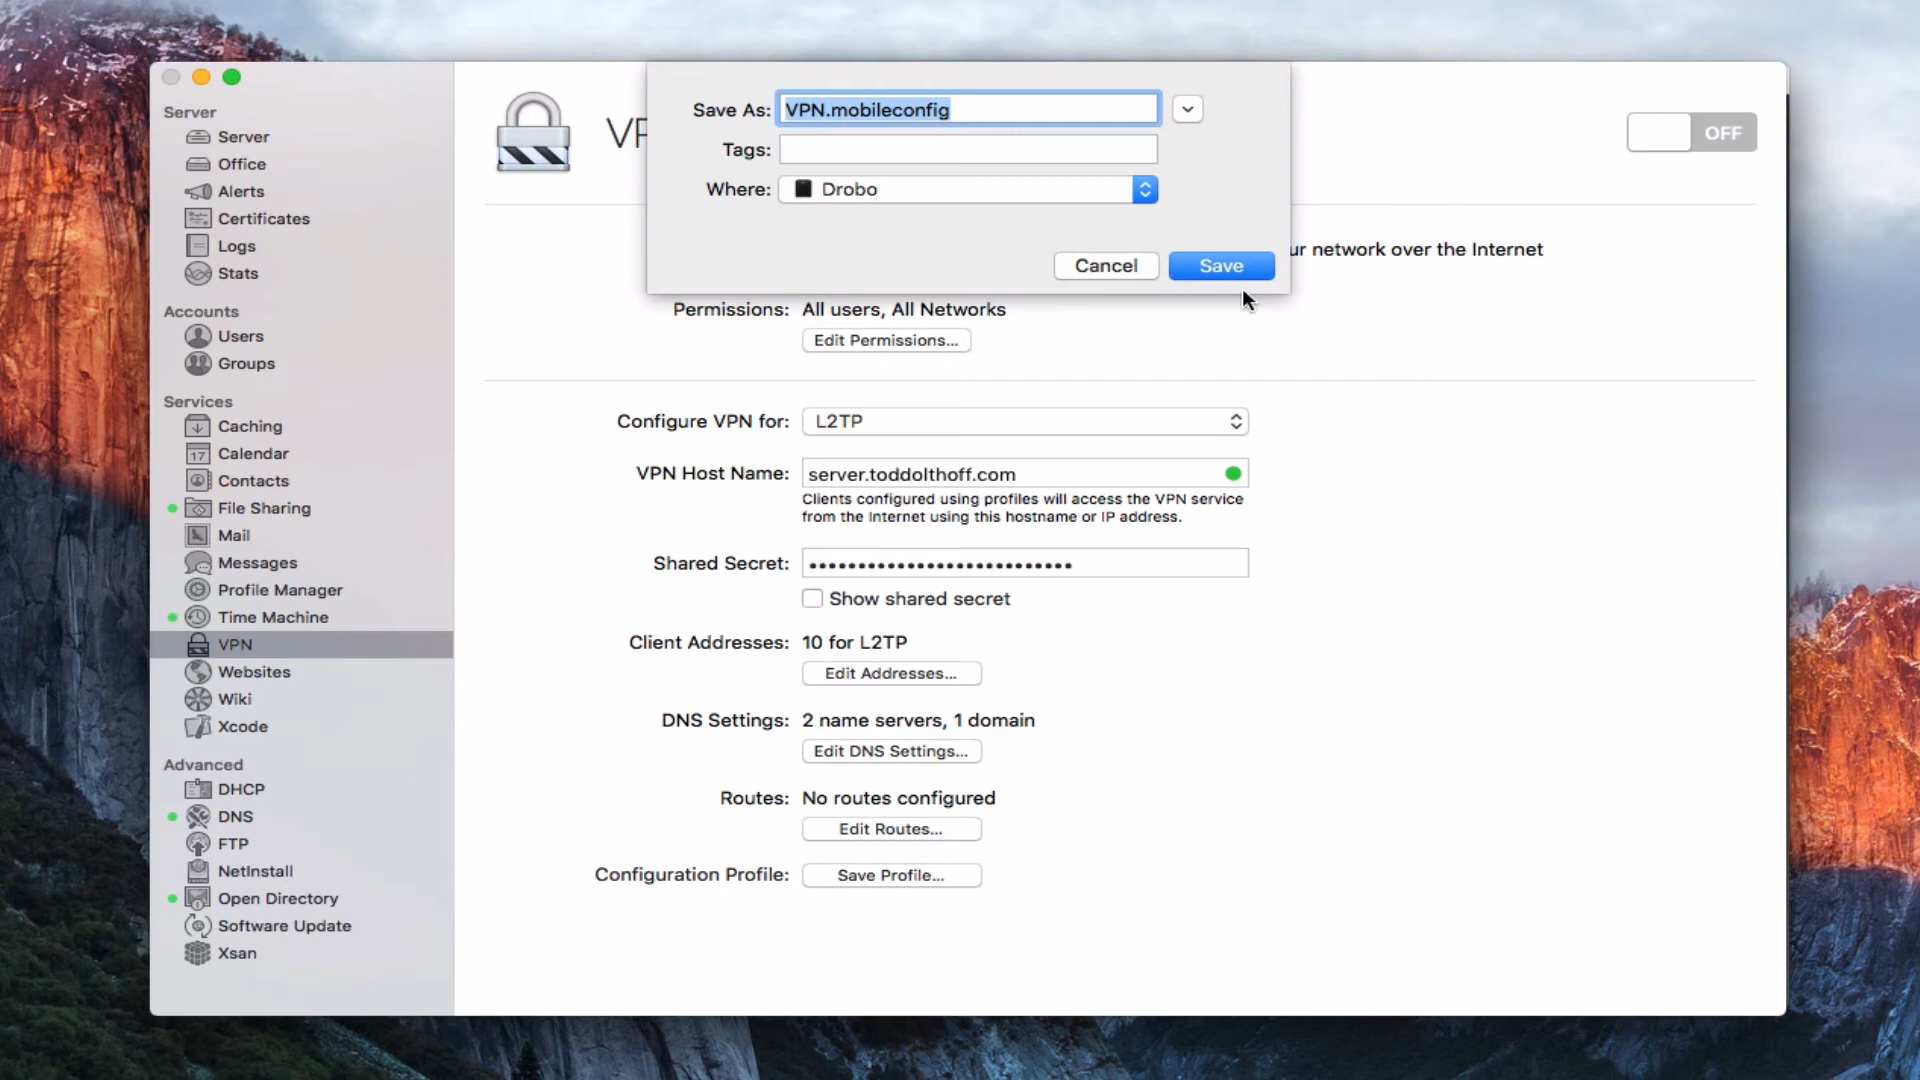 Server
Server
Office
Alerts
Certificates
Logs
Stats
Accounts
Users
Groups
Services
Caching
17 Calendar
Contacts
File Sharing
Mail
Messages
Profile Manager
Time Machine
VPN
Websites
Wiki
Xcode
Advanced
DHCP
DNS
FTP
NetInstall
Open Directory
Software Update
Xsan
Save As: VPN.mobileconfig
Tags:
Where: Drobo
Cancel Save
OFF
ur network over the Internet
Permissions: All users, All Networks
Edit Permissions...
Configure VPN for: L2TP
VPN Host Name: server.toddolthoff.com
Clients configured using profiles will access the VPN service
from the Internet using this hostname or IP address.
Shared Secret: •••••••••••••••••••••••••••
Show shared secret
Client Addresses: 10 for L2TP
Edit Addresses...
DNS Settings: 2 name servers, 1 domain
Edit DNS Settings...
Routes: No routes configured
Edit Routes...
Configuration Profile: Save Profile...